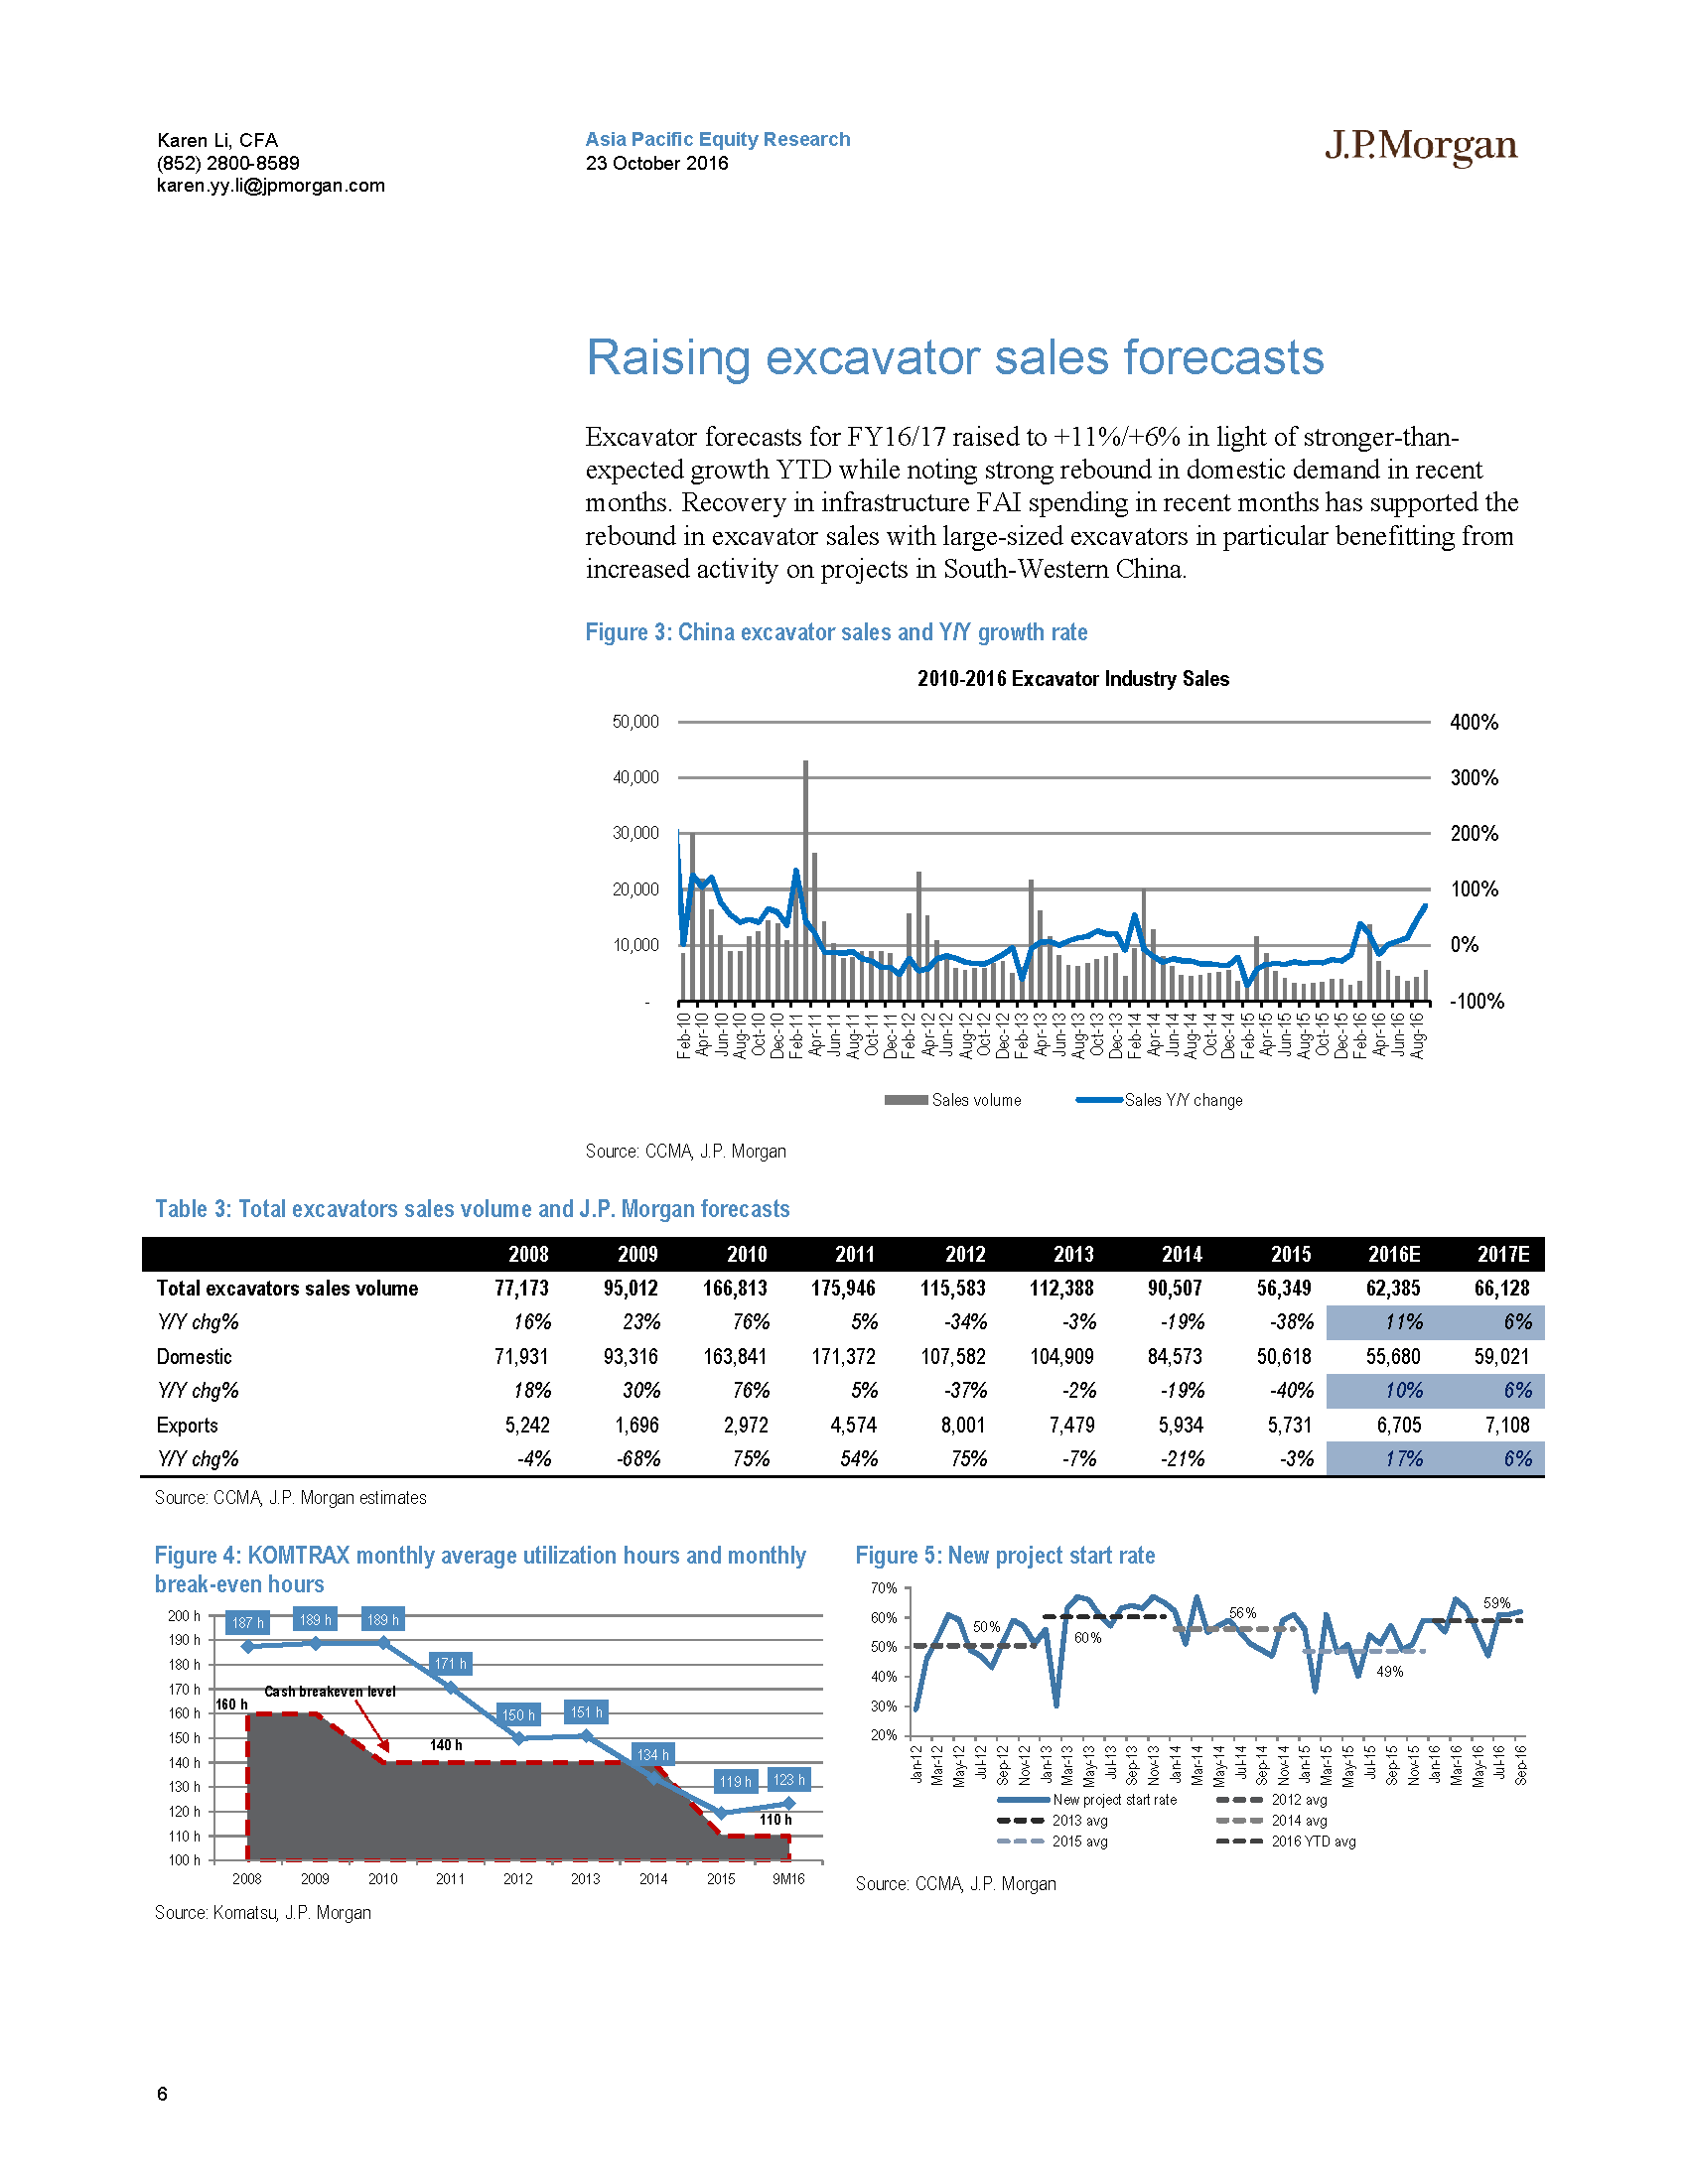 Karen Li, CFA
(852) 2800-8589
karen.yy.li@jpmorgan.com
Asia Pacific Equity Research
23 October 2016
J.P.Morgan
Raising excavator sales forecasts
Excavator forecasts for FY16/17 raised to +11%/+6% in light of stronger-than-
expected growth YTD while noting strong rebound in domestic demand in recent
months. Recovery in infrastructure FAI spending in recent months has supported the
rebound in excavator sales with large-sized excavators in particular benefitting from
increased activity on projects in South-Western China.
Figure 3: China excavator sales and Y/Y growth rate
2010-2016 Excavator Industry Sales
50,000 400%
40,000 300%
30,000 200%
20,000 100%
10,000 0%
- -100%
Feb-10 Apr-10 Jun-10 Aug-10 Oct-10 Dec-10 Feb-11 Apr-11 Jun-11 Aug-11 Oct-11 Dec-11 Feb-12 Apr-12 Jun-12 Aug-12 Oct-12 Dec-12 Feb-13 Apr-13 Jun-13 Aug-13 Oct-13 Dec-13 Feb-14 Apr-14 Jun-14 Aug-14 Oct-14 Dec-14 Feb-15 Apr-15 Jun-15 Aug-15 Oct-15 Dec-15 Feb-16 Apr-16 Jun-16 Aug-16
Sales volume Sales Y/Y change
Source: CCMA, J.P. Morgan
Table 3: Total excavators sales volume and J.P. Morgan forecasts
2008 2009 2010 2011 2012 2013 2014 2015 2016E 2017E
Total excavators sales volume 77,173 95,012 166,813 175,946 115,583 112,388 90,507 56,349 62,385 66,128
Y/Y chg% 16% 23% 76% 5% -34% -3% -19% -38% 11% 6%
Domestic 71,931 93,316 163,841 171,372 107,582 104,909 84,573 50,618 55,680 59,021
Y/Y chg% 18% 30% 76% 5% -37% -2% -19% -40% 10% 6%
Exports 5,242 1,696 2,972 4,574 8,001 7,479 5,934 5,731 6,705 7,108
Y/Y chg% -4% -68% 75% 54% 75% -7% -21% -3% 17% 6%
Source: CCMA, J.P. Morgan estimates
Figure 4: KOMTRAX monthly average utilization hours and monthly
break-even hours
200 h
190 h
180 h
170 h
160 h
150 h
140 h
130 h
120 h
110 h
100 h
187 h 189 h 189 h 171 h 150 h 151 h 134 h 119 h 123 h
Cash breakeven level
160 h
140 h
110 h
2008 2009 2010 2011 2012 2013 2014 2015 9M16
Source: Komatsu, J.P. Morgan
Figure 5: New project start rate
70%
60%
50%
40%
30%
20%
50% 60% 56% 49% 59%
Jan-12 Mar-12 May-12 Jul-12 Sep-12 Nov-12 Jan-13 Mar-13 May-13 Jul-13 Sep-13 Nov-13 Jan-14 Mar-14 May-14 Jul-14 Sep-14 Nov-14 Jan-15 Mar-15 May-15 Jul-15 Sep-15 Nov-15 Jan-16 Mar-16 May-16 Jul-16 Sep-16
New project start rate 2012 avg
2013 avg 2014 avg
2015 avg 2016 YTD avg
Source: CCMA, J.P. Morgan
6